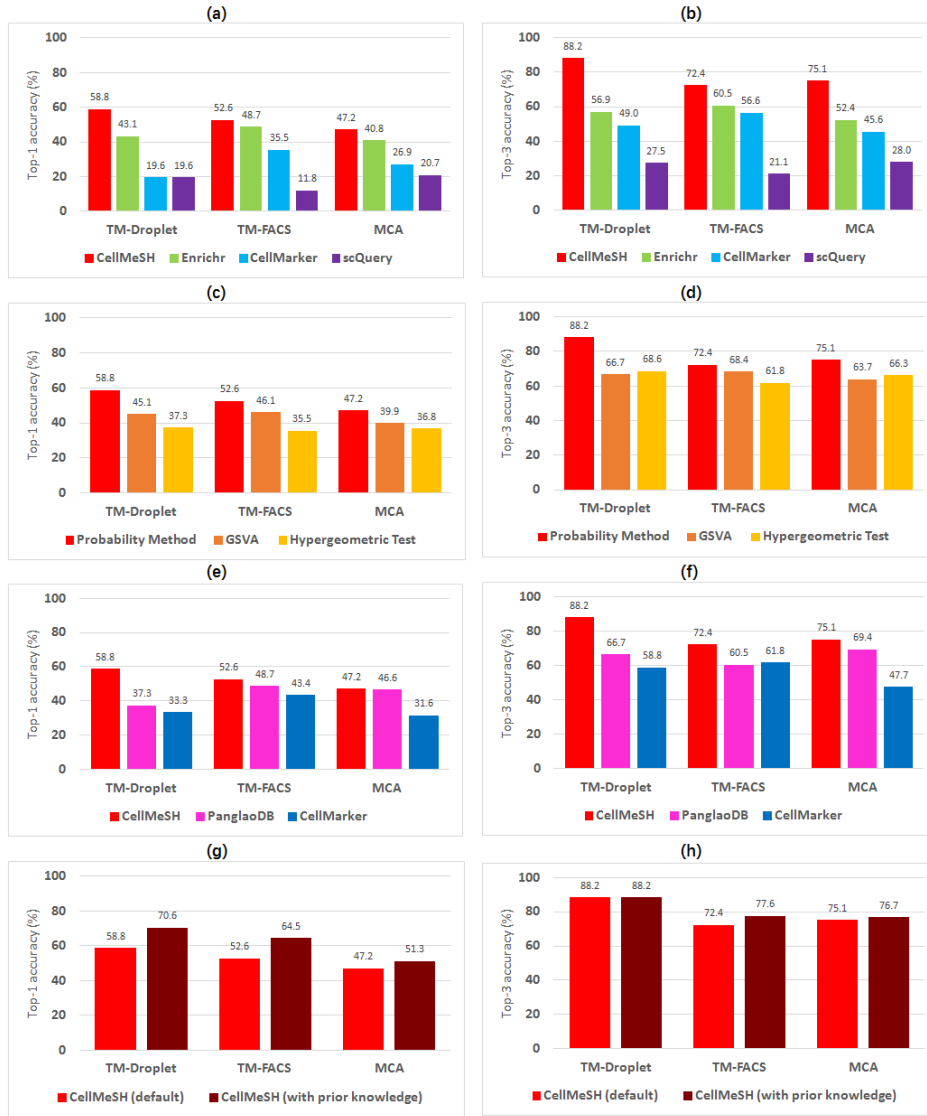 (a)
Top-1 accuracy (%)
100
80
60
40
20
0
58.8
43.1
19.6
19.6
52.6
48.7
35.5
11.8
47.2
40.8
26.9
20.7
TM-Droplet
TM-FACS
MCA
CellMeSH
Enrichr
CellMarker
scQuery
(b)
Top-3 accuracy (%)
100
80
60
40
20
0
88.2
56.9
49.0
27.5
72.4
60.5
56.6
21.1
75.1
52.4
45.6
28.0
TM-Droplet
TM-FACS
MCA
CellMeSH
Enrichr
CellMarker
scQuery
(c)
Top-1 accuracy (%)
100
80
60
40
20
0
58.8
45.1
37.3
52.6
46.1
35.5
47.2
39.9
36.8
TM-Droplet
TM-FACS
MCA
Probability Method
GSVA
Hypergeometric Test
(d)
Top-3 accuracy (%)
100
80
60
40
20
0
88.2
66.7
68.6
72.4
68.4
61.8
75.1
63.7
66.3
TM-Droplet
TM-FACS
MCA
Probability Method
GSVA
Hypergeometric Test
(e)
Top-1 accuracy (%)
100
80
60
40
20
0
58.8
37.3
33.3
52.6
48.7
43.4
47.2
46.6
31.6
TM-Droplet
TM-FACS
MCA
CellMeSH
PanglaoDB
CellMarker
(f)
Top-3 accuracy (%)
100
80
60
40
20
0
88.2
66.7
58.8
72.4
60.5
61.8
75.1
69.4
47.7
TM-Droplet
TM-FACS
MCA
CellMeSH
PanglaoDB
CellMarker
(g)
Top-1 accuracy (%)
100
80
60
40
20
0
58.8
70.6
52.6
64.5
47.2
51.3
TM-Droplet
TM-FACS
MCA
CellMeSH (default)
CellMeSH (with prior knowledge)
(h)
Top-3 accuracy (%)
100
80
60
40
20
0
88.2
88.2
72.4
77.6
75.1
76.7
TM-Droplet
TM-FACS
MCA
CellMeSH (default)
CellMeSH (with prior knowledge)